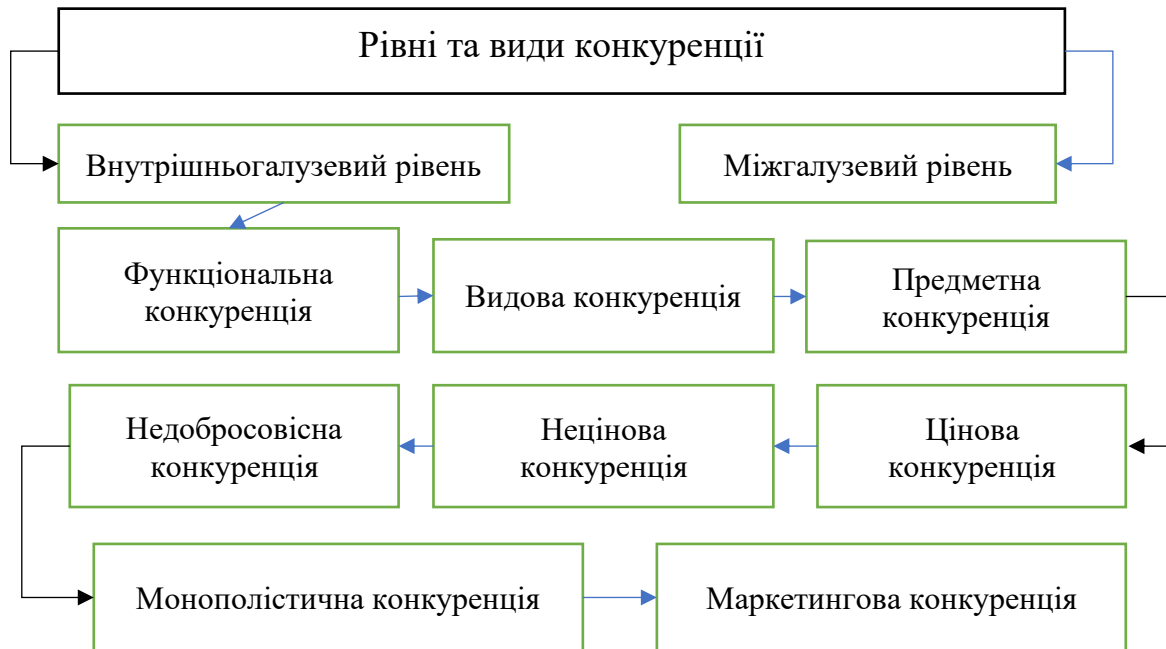 Рівні та види конкуренції
Внутрішньогалузевий рівень
Міжгалузевий рівень
Функціональна
конкуренція
Видова конкуренція
Предметна
конкуренція
Недобросовісна
конкуренція
Нецінова
конкуренція
Цінова
конкуренція
Монополістична конкуренція
Маркетингова конкуренція